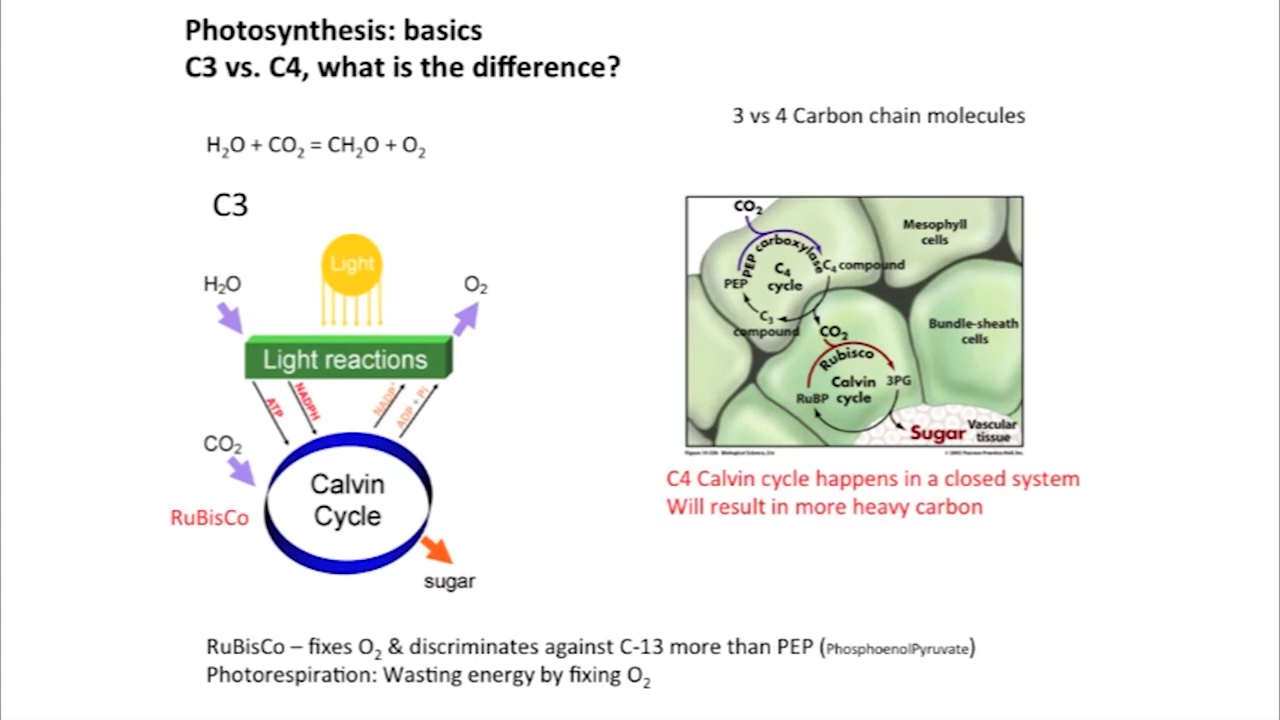 Photosynthesis: basics
C3 vs. C4, what is the difference?
3 vs 4 Carbon chain molecules
H₂O + CO₂ = CH₂O + O₂
C3
Light
H₂O
O₂
Light reactions
ATP
NADPH
NADP⁺
ADP + Pi
CO₂
Calvin
Cycle
RuBisCo
sugar
CO₂
Mesophyll
cells
PEP carboxylase
C₄ compound
C₄
cycle
PEP
C₃
compound
CO₂
Bundle-sheath
cells
Rubisco
Calvin
cycle
3PG
RuBP
Sugar
Vascular
tissue
C4 Calvin cycle happens in a closed system
Will result in more heavy carbon
RuBisCo – fixes O₂ & discriminates against C-13 more than PEP (PhosphoenolPyruvate)
Photorespiration: Wasting energy by fixing O₂